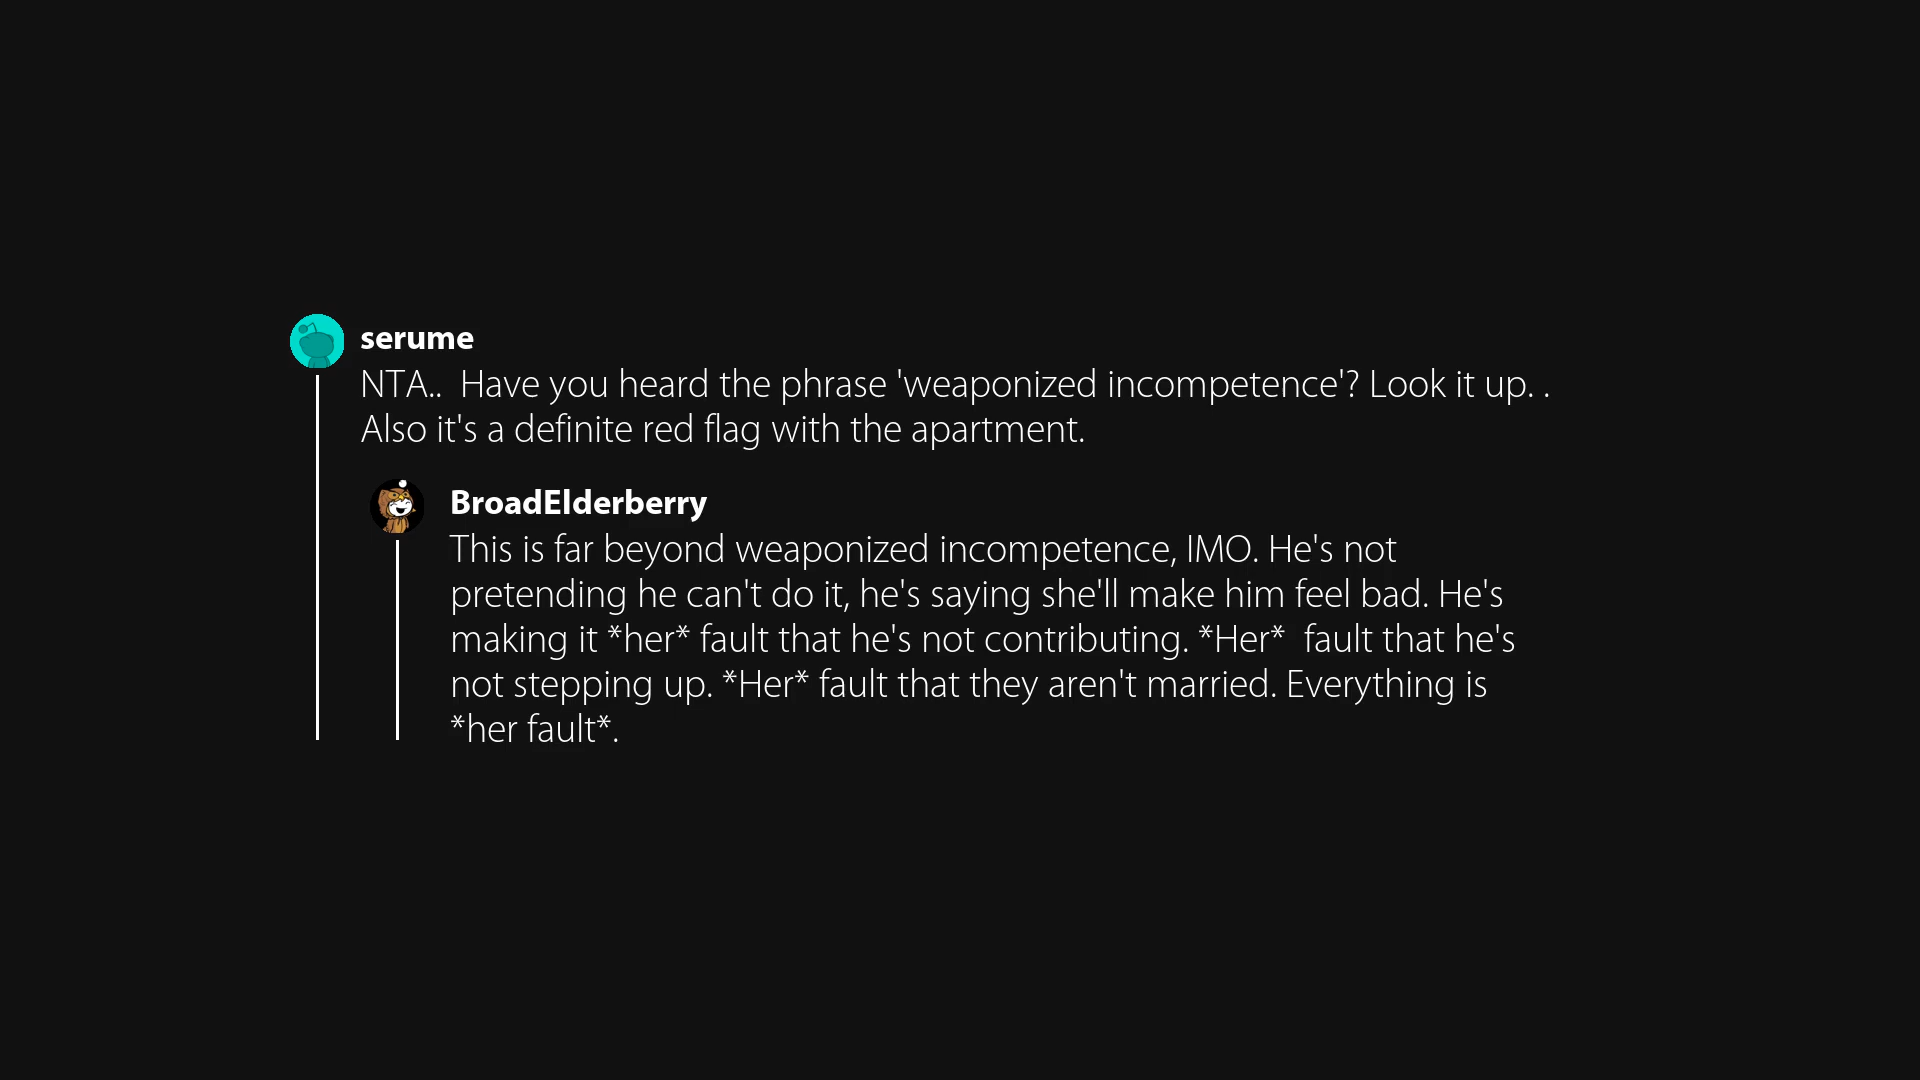 serume
NTA..  Have you heard the phrase 'weaponized incompetence'? Look it up. .
Also it's a definite red flag with the apartment.
BroadElderberry
This is far beyond weaponized incompetence, IMO. He's not
pretending he can't do it, he's saying she'll make him feel bad. He's
making it *her* fault that he's not contributing. *Her*  fault that he's
not stepping up. *Her* fault that they aren't married. Everything is
*her fault*.